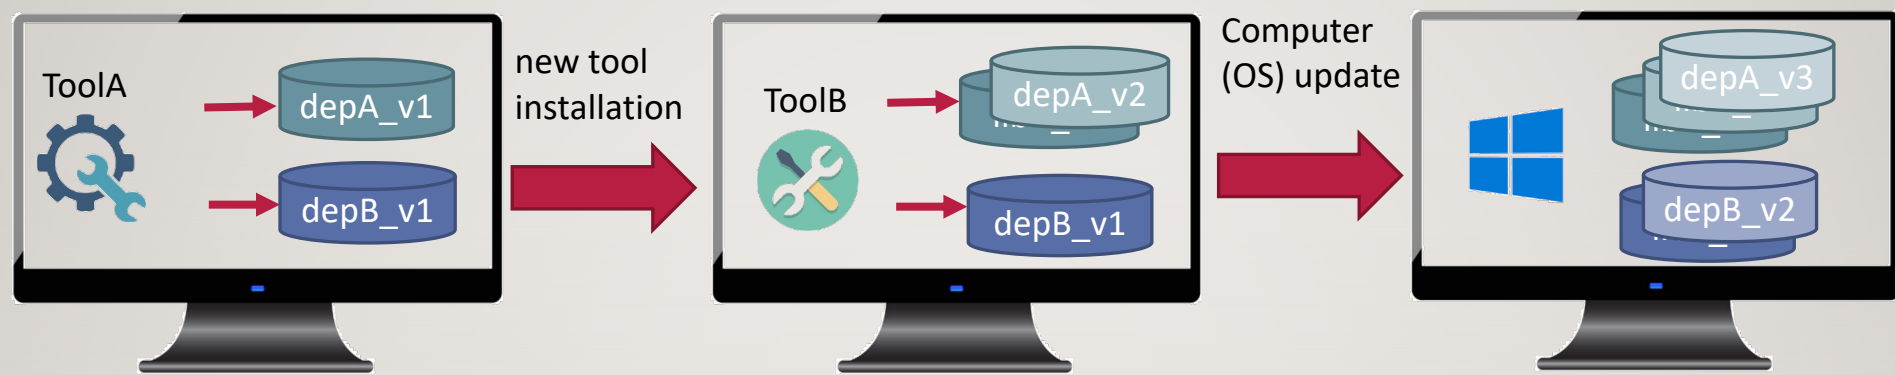 ToolA
depA_v1
depB_v1
new tool
installation
ToolB
depA_v2
depB_v1
Computer
(OS) update
depA_v3
depB_v2